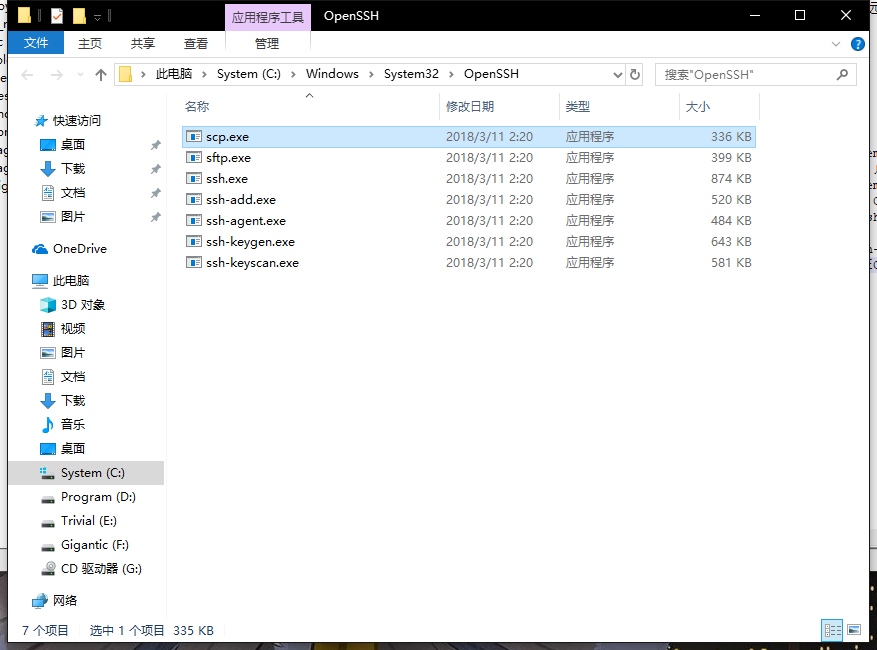 应用程序工具 OpenSSH
文件 主页 共享 查看 管理
此电脑 System (C:) Windows System32 OpenSSH 搜索"OpenSSH"
名称 修改日期 类型 大小
快速访问
桌面
下载
文档
图片
OneDrive
此电脑
3D 对象
视频
图片
文档
下载
音乐
桌面
System (C:)
Program (D:)
Trivial (E:)
Gigantic (F:)
CD 驱动器 (G:)
网络
scp.exe 2018/3/11 2:20 应用程序 336 KB
sftp.exe 2018/3/11 2:20 应用程序 399 KB
ssh.exe 2018/3/11 2:20 应用程序 874 KB
ssh-add.exe 2018/3/11 2:20 应用程序 520 KB
ssh-agent.exe 2018/3/11 2:20 应用程序 484 KB
ssh-keygen.exe 2018/3/11 2:20 应用程序 643 KB
ssh-keyscan.exe 2018/3/11 2:20 应用程序 581 KB
7 个项目 选中 1 个项目 335 KB